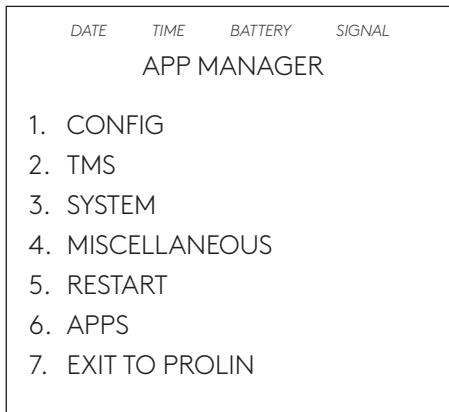 DATE TIME BATTERY SIGNAL
APP MANAGER
1. CONFIG
2. TMS
3. SYSTEM
4. MISCELLANEOUS
5. RESTART
6. APPS
7. EXIT TO PROLIN